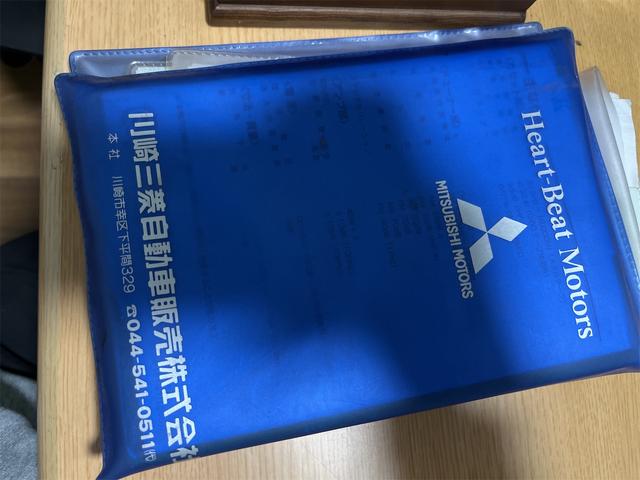 Heart-Beat Motors
MITSUBISHI MOTORS
川崎三菱自動車販売株式会社
本社 川崎市幸区下平間329 ☎044-541-0511㈹